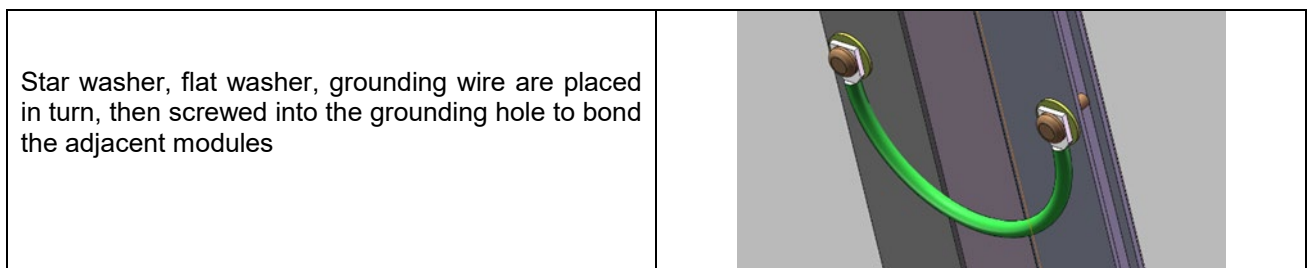 Star washer, flat washer, grounding wire are placed
in turn, then screwed into the grounding hole to bond
the adjacent modules